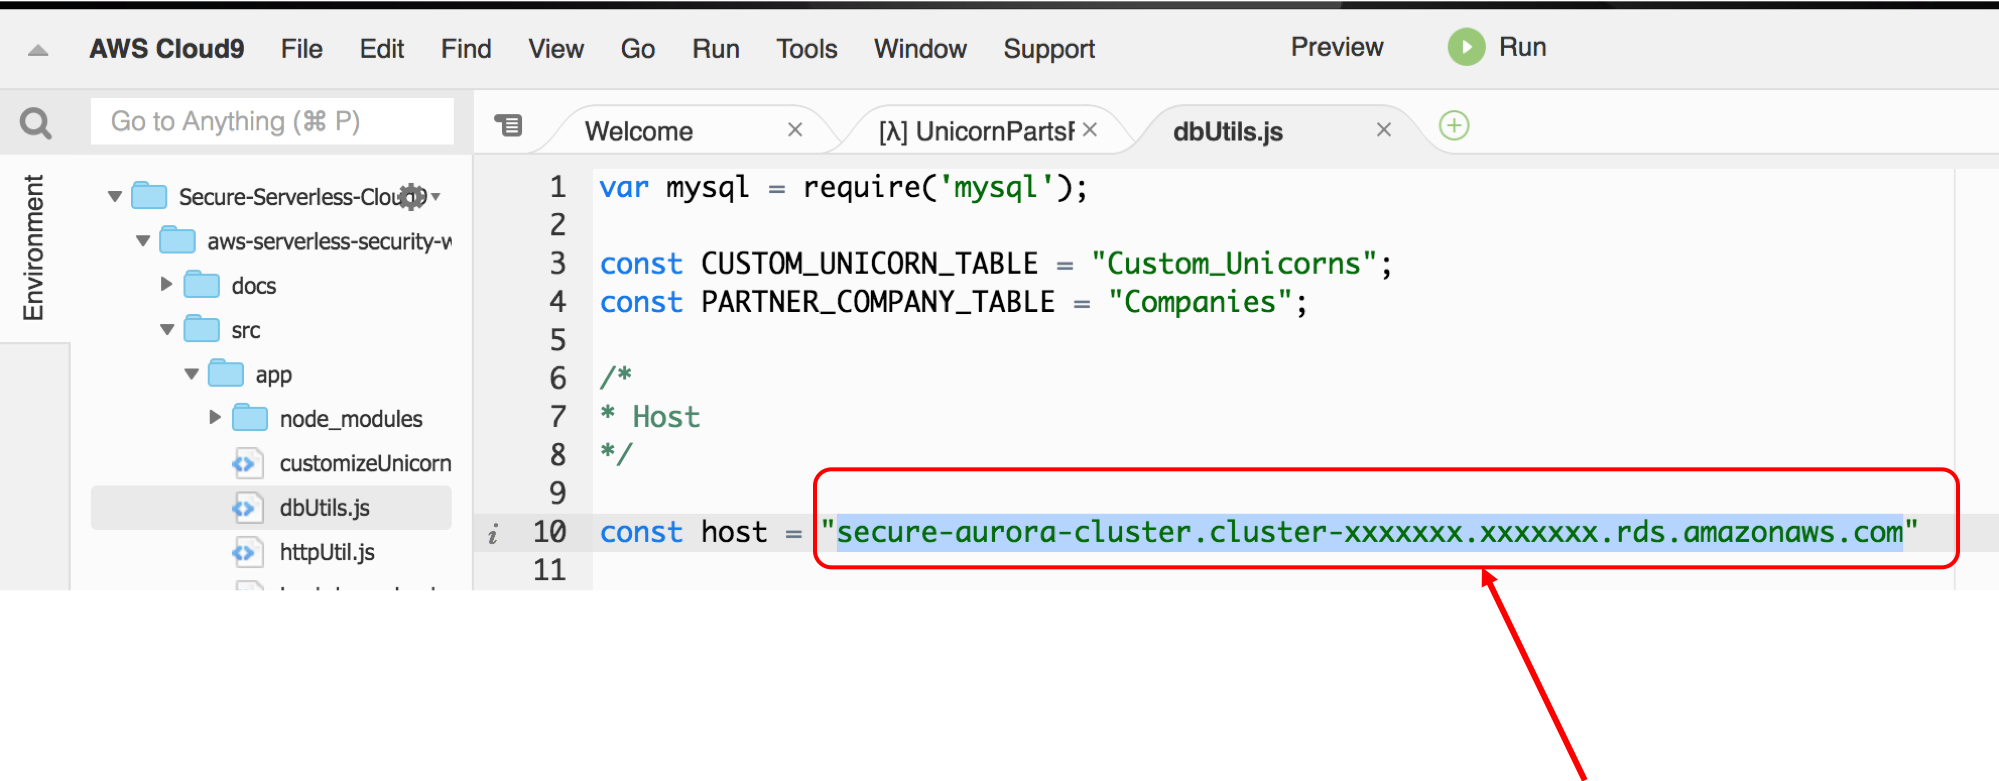 AWS Cloud9 File Edit Find View Go Run Tools Window Support Preview Run
Go to Anything (⌘ P)
Welcome
[λ] UnicornPartsF
dbUtils.js
Environment
Secure-Serverless-Cloud9
aws-serverless-security-w
docs
src
app
node_modules
customizeUnicorn
dbUtils.js
httpUtil.js
1 var mysql = require('mysql');
2
3 const CUSTOM_UNICORN_TABLE = "Custom_Unicorns";
4 const PARTNER_COMPANY_TABLE = "Companies";
5
6 /*
7 * Host
8 */
9
i 10 const host = "secure-aurora-cluster.cluster-xxxxxxx.xxxxxxx.rds.amazonaws.com"
11